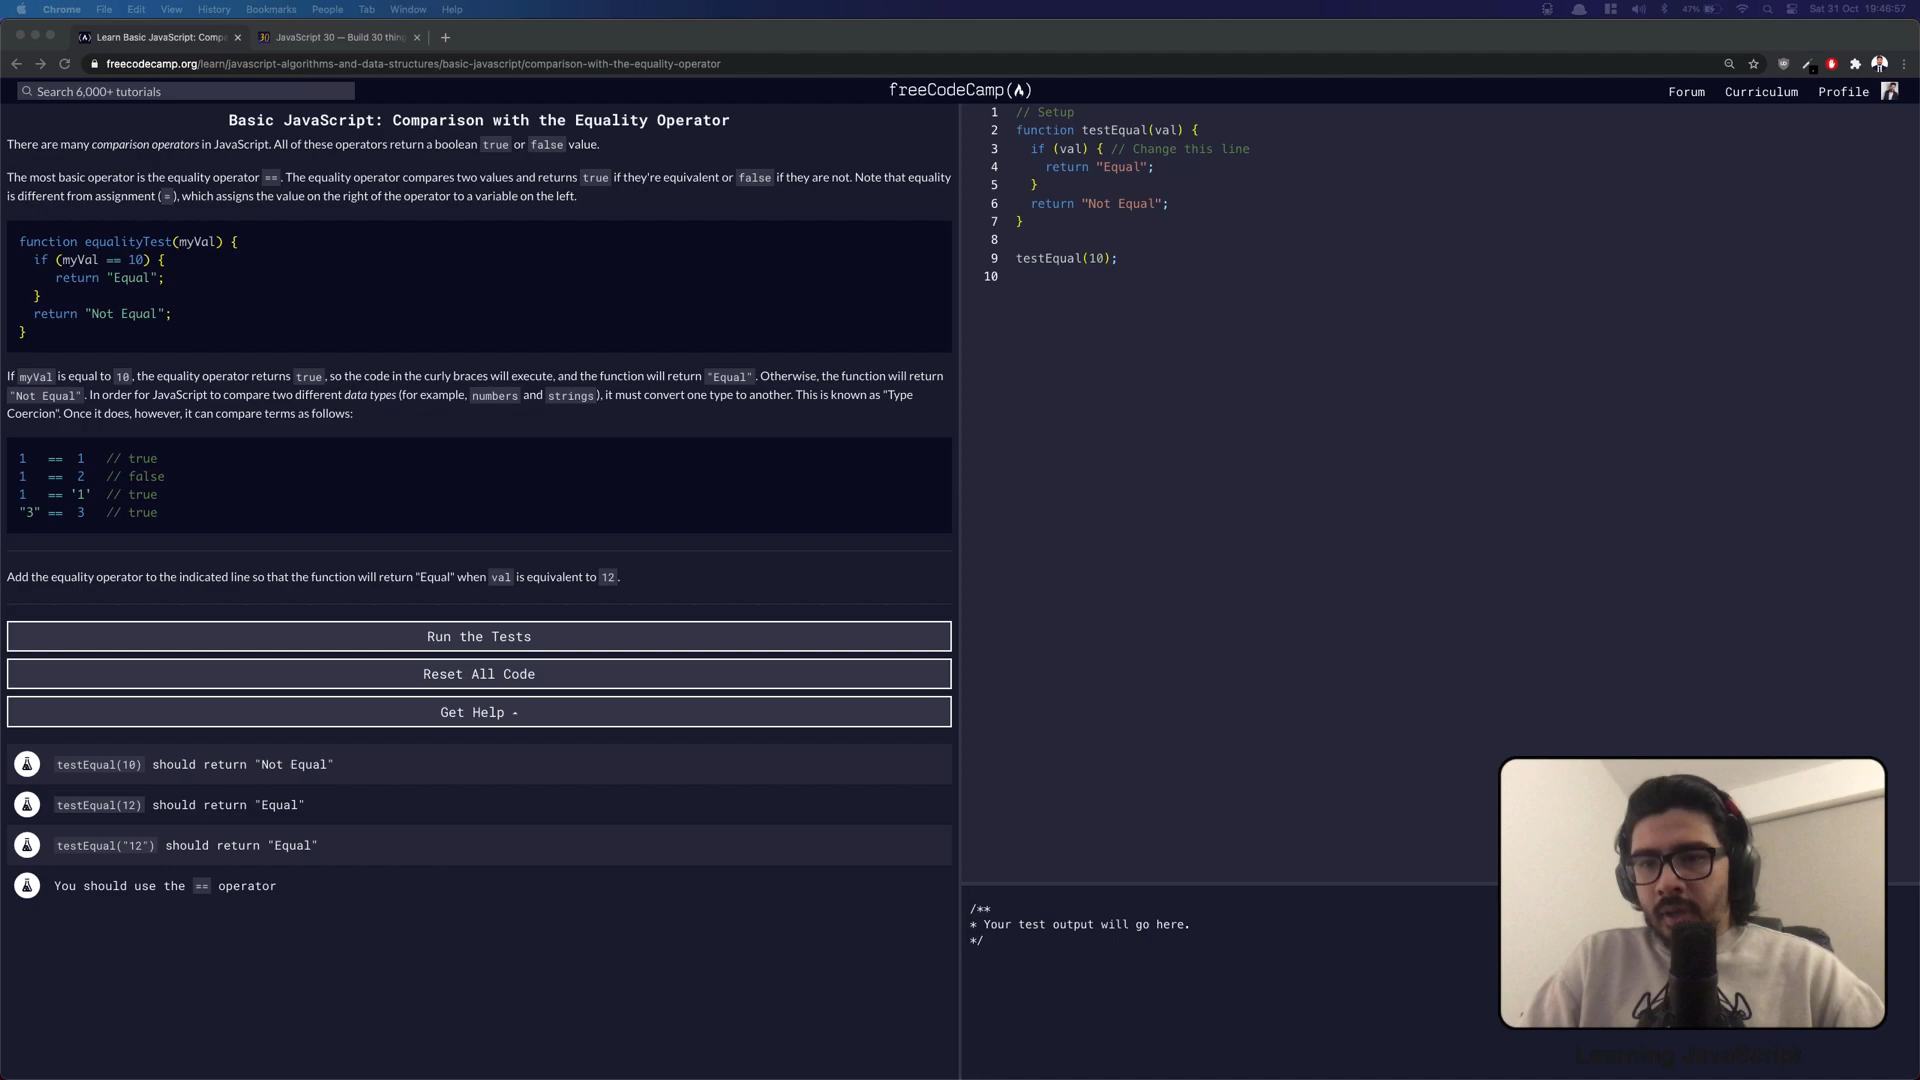 Chrome File Edit View History Bookmarks People Tab Window Help
47% Sat 31 Oct 19:46:57
Learn Basic JavaScript: Compa
JavaScript 30 — Build 30 thing
freecodecamp.org/learn/javascript-algorithms-and-data-structures/basic-javascript/comparison-with-the-equality-operator
Search 6,000+ tutorials
freeCodeCamp
Forum Curriculum Profile
Basic JavaScript: Comparison with the Equality Operator
There are many comparison operators in JavaScript. All of these operators return a boolean true or false value.
The most basic operator is the equality operator ==. The equality operator compares two values and returns true if they're equivalent or false if they are not. Note that equality
is different from assignment (=), which assigns the value on the right of the operator to a variable on the left.
function equalityTest(myVal) {
if (myVal == 10) {
return "Equal";
}
return "Not Equal";
}
If myVal is equal to 10, the equality operator returns true, so the code in the curly braces will execute, and the function will return "Equal". Otherwise, the function will return
"Not Equal". In order for JavaScript to compare two different data types (for example, numbers and strings), it must convert one type to another. This is known as "Type
Coercion". Once it does, however, it can compare terms as follows:
1 == 1 // true
1 == 2 // false
1 == '1' // true
"3" == 3 // true
Add the equality operator to the indicated line so that the function will return "Equal" when val is equivalent to 12.
Run the Tests
Reset All Code
Get Help
testEqual(10) should return "Not Equal"
testEqual(12) should return "Equal"
testEqual("12") should return "Equal"
You should use the == operator
1 // Setup
2 function testEqual(val) {
3 if (val) { // Change this line
4 return "Equal";
5 }
6 return "Not Equal";
7 }
8
9 testEqual(10);
10
/**
* Your test output will go here.
*/
Learning JavaScript